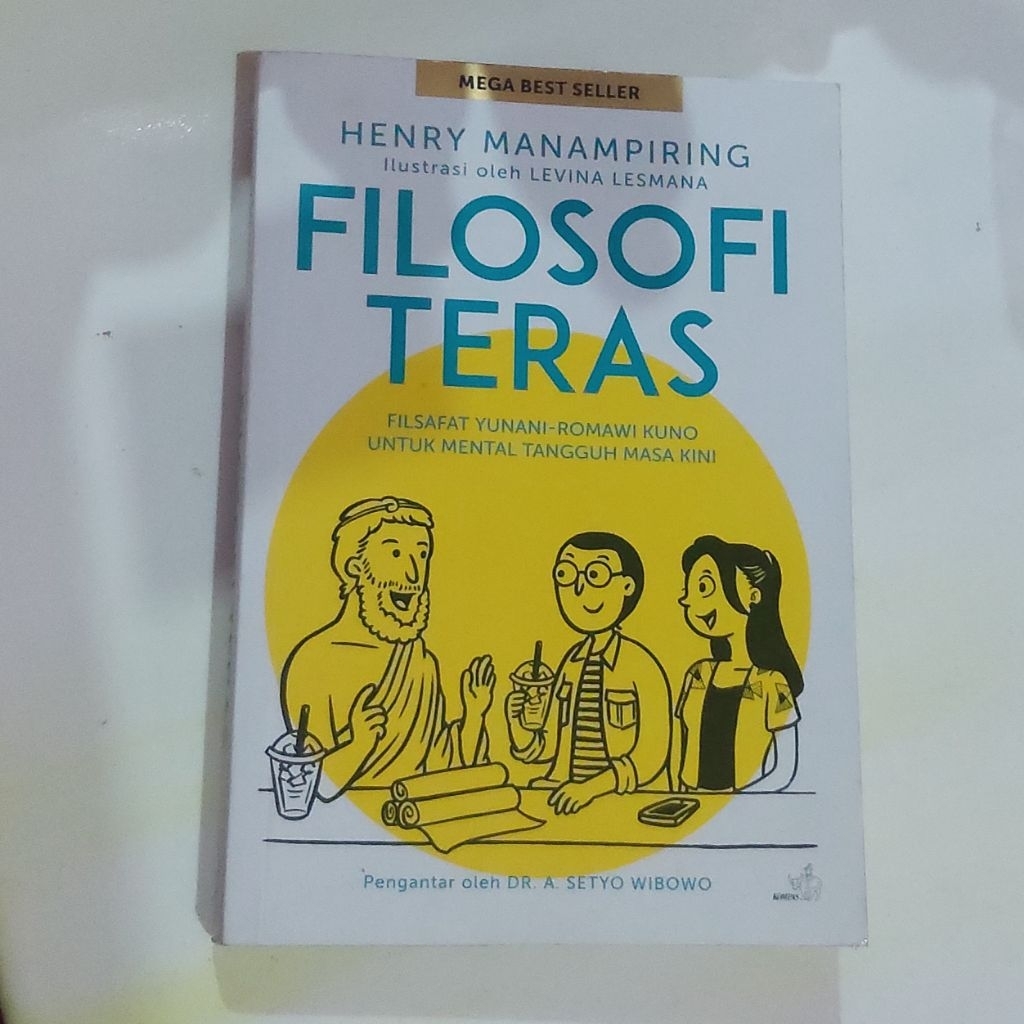 MEGA BEST SELLER
HENRY MANAMPIRING
Ilustrasi oleh LEVINA LESMANA
FILOSOFI
TERAS
FILSAFAT YUNANI-ROMAWI KUNO
UNTUK MENTAL TANGGUH MASA KINI
Pengantar oleh DR. A. SETYO WIBOWO